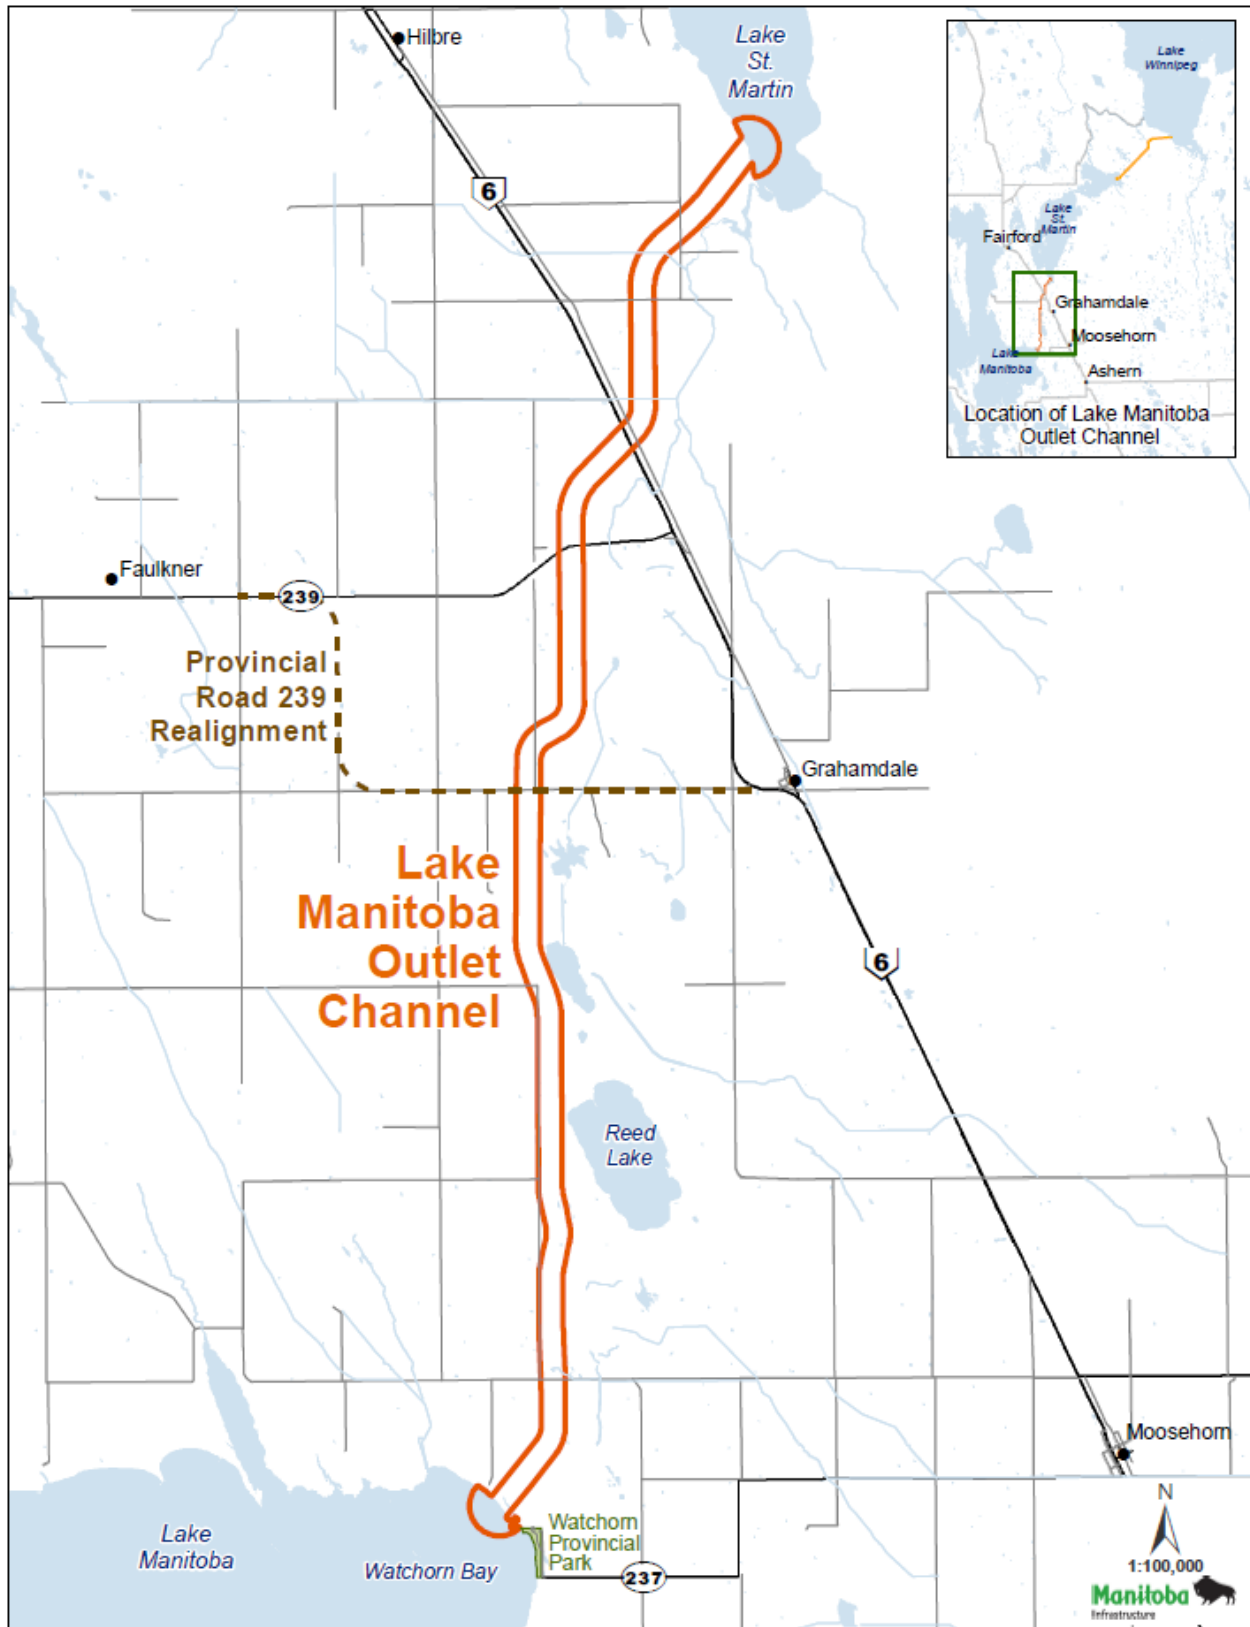 Hilbre
Lake
St.
Martin
6
Lake
Winnipeg
Lake
St.
Martin
Fairford
Grahamdale
Moosehorn
Lake
Manitoba
Ashern
Location of Lake Manitoba
Outlet Channel
Faulkner
239
Provincial
Road 239
Realignment
Grahamdale
Lake
Manitoba
Outlet
Channel
6
Reed
Lake
Moosehorn
Lake
Manitoba
Watchorn Bay
Watchorn
Provincial
Park
237
N
1:100,000
Manitoba
Infrastructure